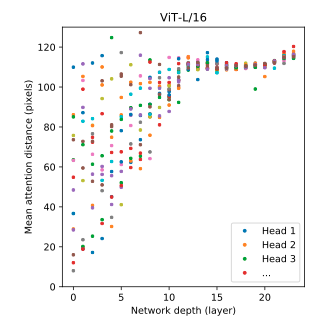 ViT-L/16
Mean attention distance (pixels)
120
100
80
60
40
20
0
Head 1
Head 2
Head 3
...
0
5
10
15
20
Network depth (layer)